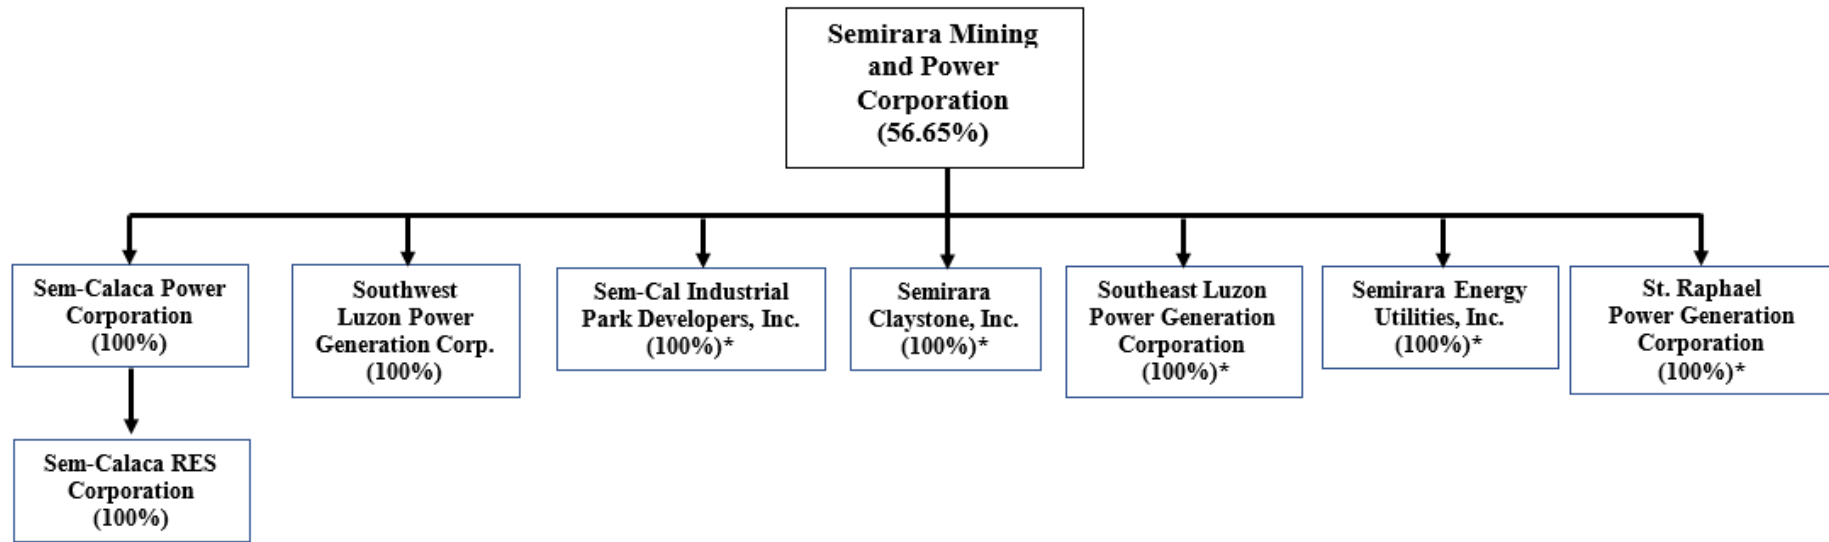 Semirara Mining
and Power
Corporation
(56.65%)
Sem-Calaca Power
Corporation
(100%)
Southwest
Luzon Power
Generation Corp.
(100%)
Sem-Cal Industrial
Park Developers, Inc.
(100%)*
Semirara
Claystone, Inc.
(100%)*
Southeast Luzon
Power Generation
Corporation
(100%)*
Semirara Energy
Utilities, Inc.
(100%)*
St. Raphael
Power Generation
Corporation
(100%)*
Sem-Calaca RES
Corporation
(100%)